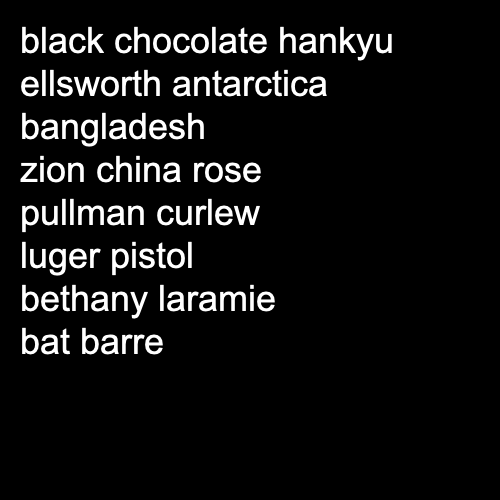 black chocolate hankyu
ellsworth antarctica
bangladesh
zion china rose
pullman curlew
luger pistol
bethany laramie
bat barre